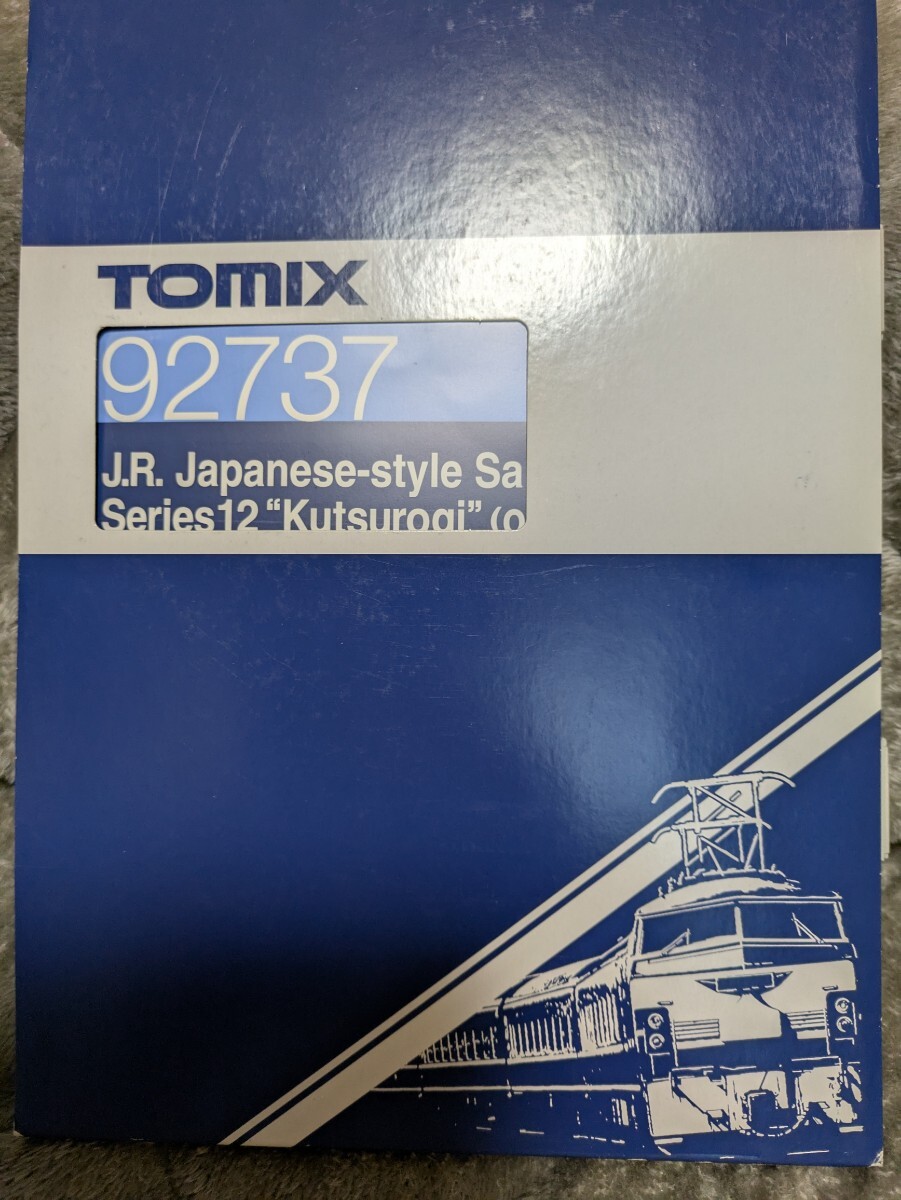 TOMIX
92737
J.R. Japanese-style Sa
Series12 “Kutsurogi” (o